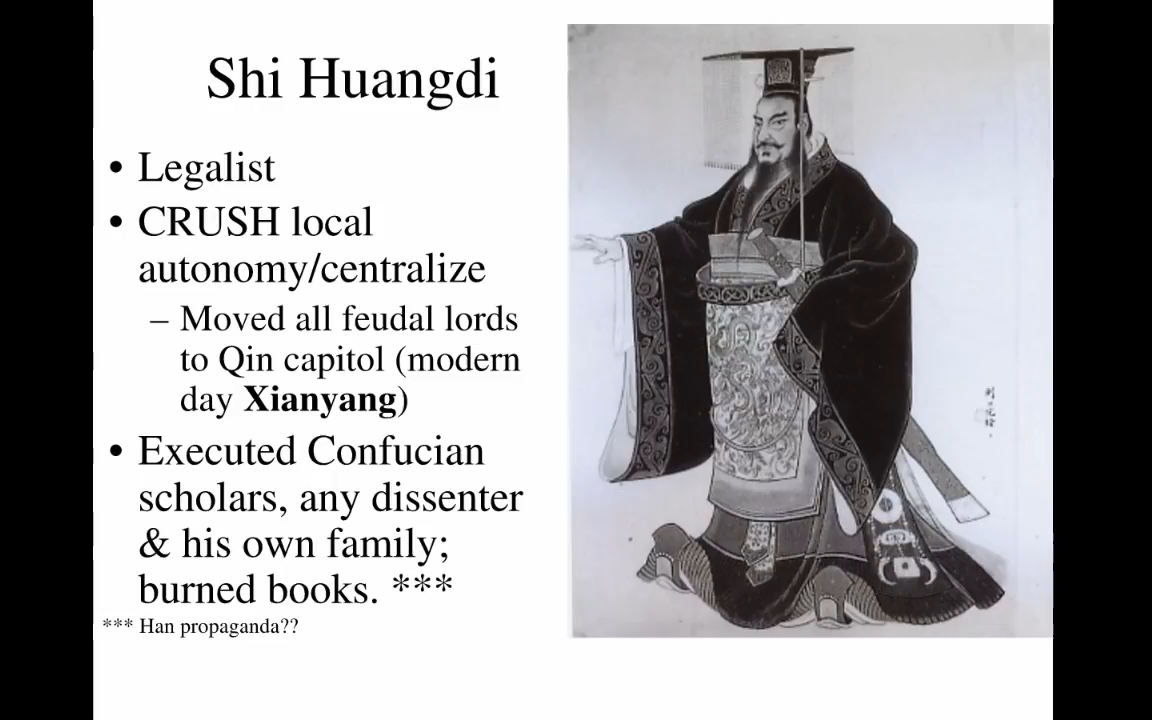 Shi Huangdi
• Legalist
• CRUSH local
autonomy/centralize
– Moved all feudal lords
to Qin capitol (modern
day Xianyang)
• Executed Confucian
scholars, any dissenter
& his own family;
burned books. ***
*** Han propaganda??